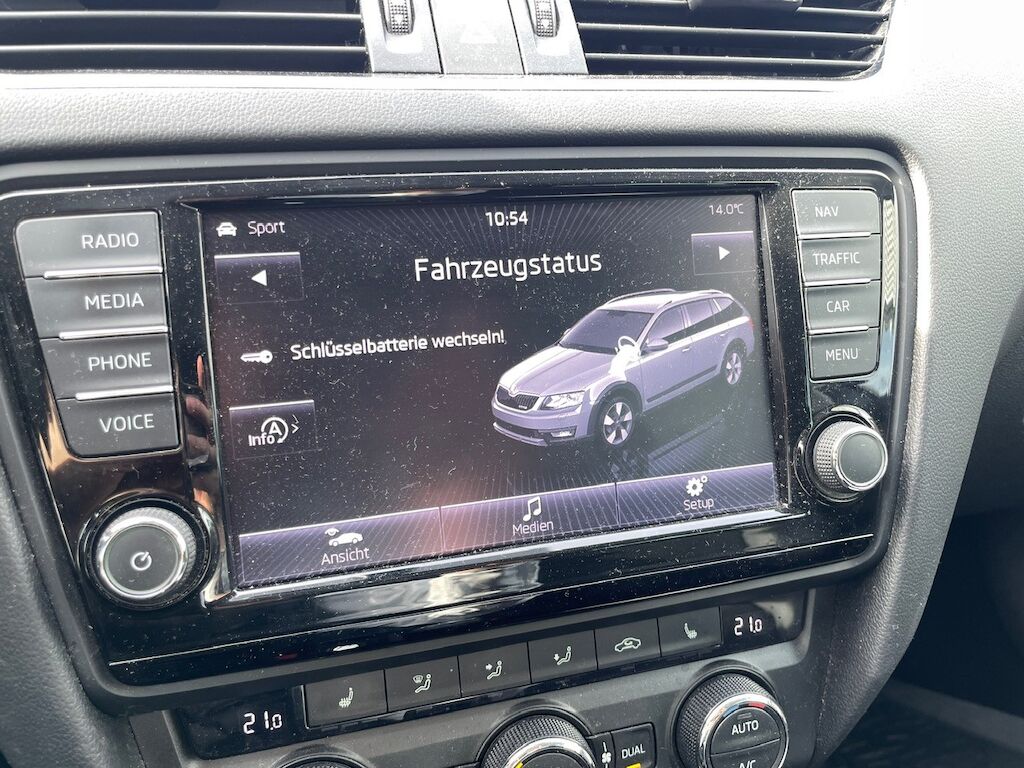 Sport
10:54
14.0°C
Fahrzeugstatus
Schlüsselbatterie wechseln!
Info
Ansicht
Medien
Setup
RADIO
MEDIA
PHONE
VOICE
NAV
TRAFFIC
CAR
MENU
21.0
21.0
DUAL
AUTO
A/C